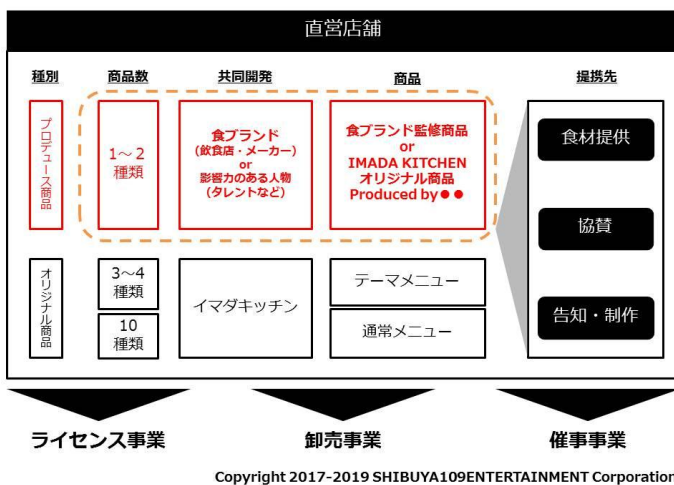 直営店舗
種別
商品数
共同開発
商品
提携先
プロデュース商品
1～2
種類
食ブランド
(飲食店・メーカー)
or
影響力のある人物
(タレントなど)
食ブランド監修商品
or
IMADA KITCHEN
オリジナル商品
Produced by●●
食材提供
協賛
告知・制作
オリジナル商品
3～4
種類
10
種類
イマダキッチン
テーマメニュー
通常メニュー
ライセンス事業
卸売事業
催事事業
Copyright 2017-2019 SHIBUYA109ENTERTAINMENT Corporation